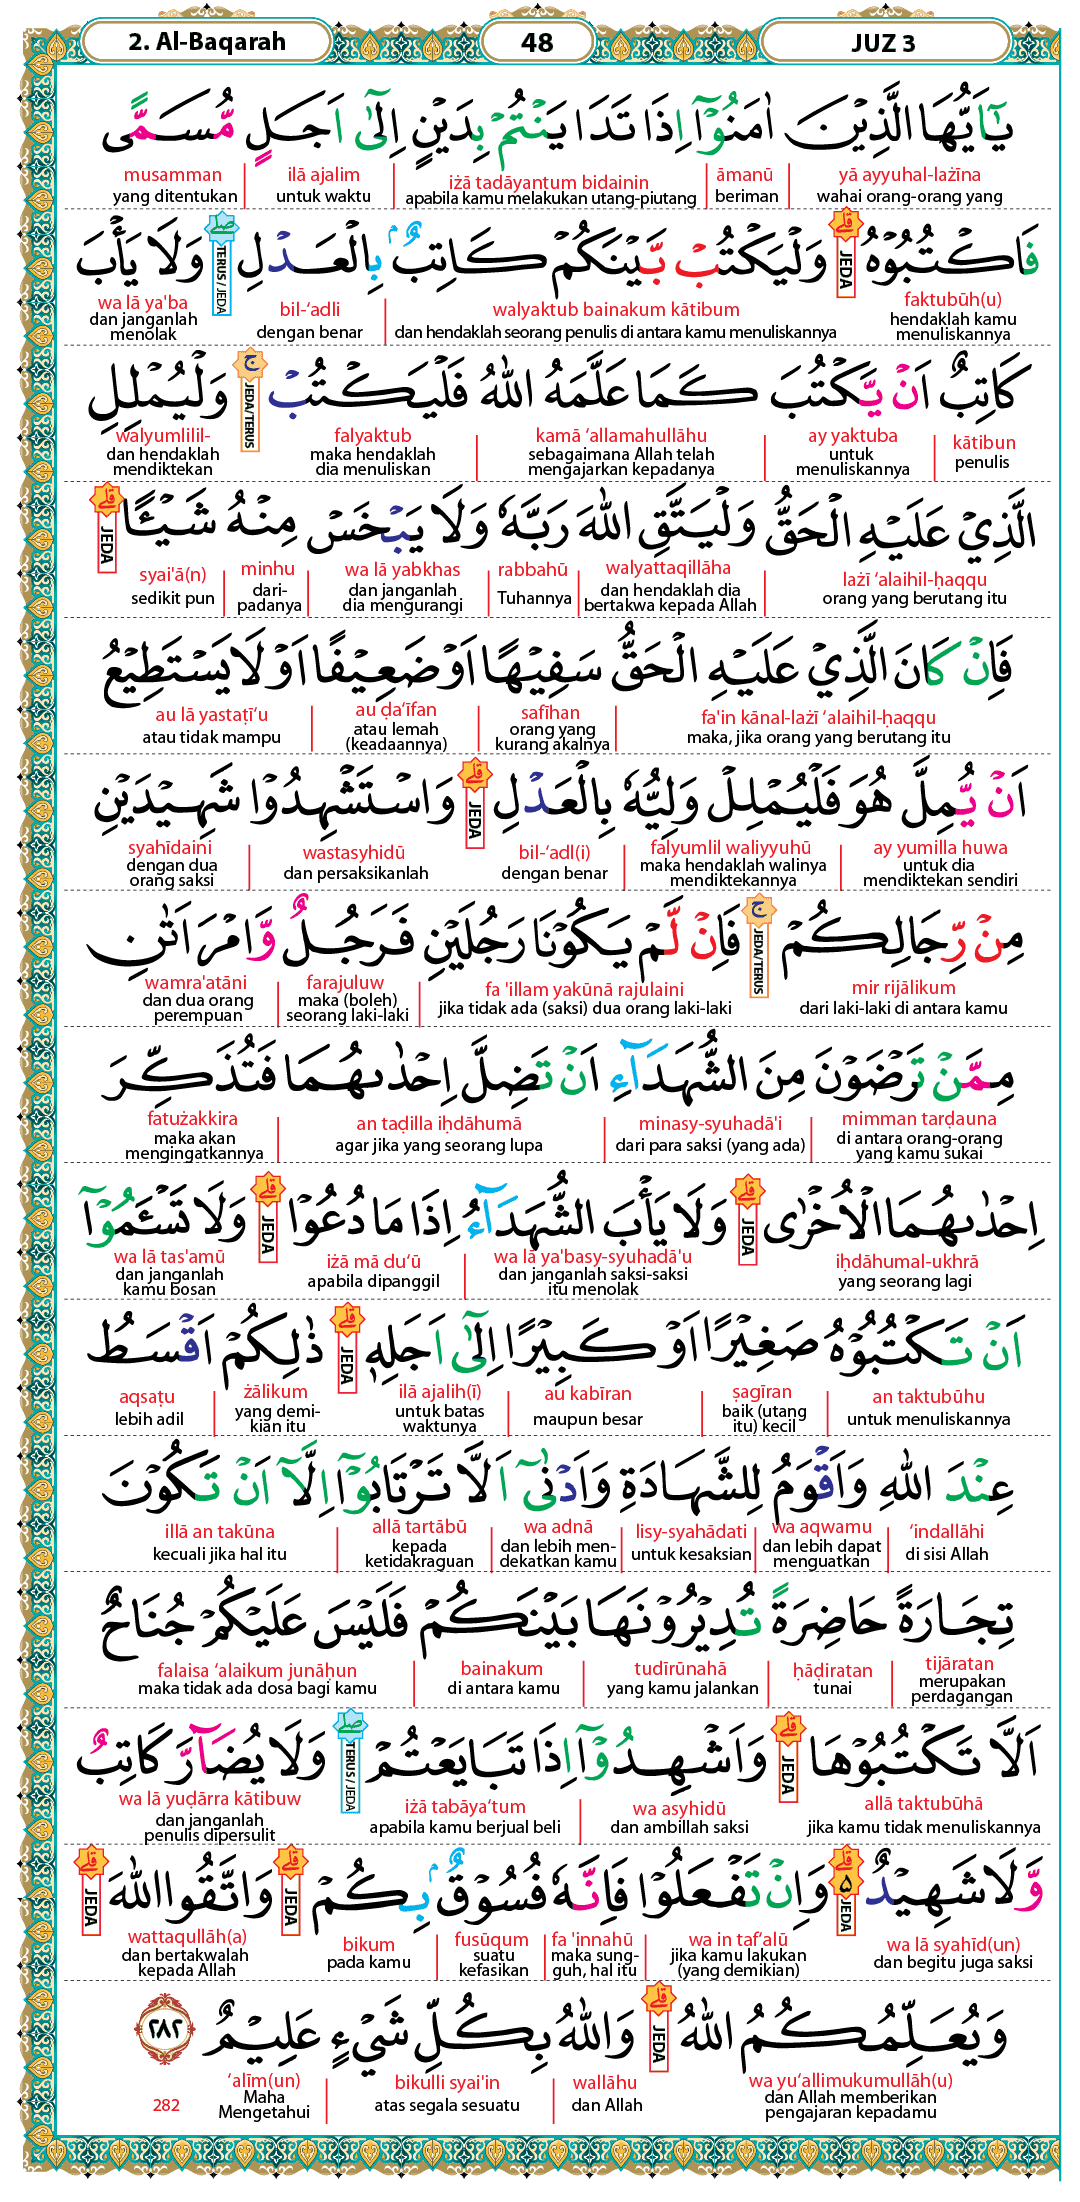 2. Al-Baqarah 48 JUZ 3
يٰٓاَيُّهَا الَّذِيْنَ اٰمَنُوْٓا اِذَا تَدَايَنْتُمْ بِدَيْنٍ اِلٰٓى اَجَلٍ مُّسَمًّى
yā ayyuhal-lażīna āmanū iżā tadāyantum bidainin ilā ajalim musamman
wahai orang-orang yang beriman apabila kamu melakukan utang-piutang untuk waktu yang ditentukan
فَاكْتُبُوْهُۗ وَلْيَكْتُبْ بَّيْنَكُمْ كَاتِبٌۢ بِالْعَدْلِۖ وَلَا يَأْبَ
JEDA TERUS / JEDA
faktubūh(u) walyaktub bainakum kātibum bil-‘adli wa lā ya'ba
hendaklah kamu menuliskannya dan hendaklah seorang penulis di antara kamu menuliskannya dengan benar dan janganlah menolak
كَاتِبٌ اَنْ يَّكْتُبَ كَمَا عَلَّمَهُ اللّٰهُ فَلْيَكْتُبْۚ وَلْيُمْلِلِ
JEDA/TERUS
kātibun ay yaktuba kamā ‘allamahullāhu falyaktub walyumlilil-
penulis untuk menuliskannya sebagaimana Allah telah mengajarkan kepadanya maka hendaklah dia menuliskan dan hendaklah mendiktekan
الَّذِيْ عَلَيْهِ الْحَقُّ وَلْيَتَّقِ اللّٰهَ رَبَّهٗ وَلَا يَبْخَسْ مِنْهُ شَيْـًٔاۗ
JEDA
lażī ‘alaihil-ḥaqqu walyattaqillāha rabbahū wa lā yabkhas minhu syai'ā(n)
orang yang berutang itu dan hendaklah dia bertakwa kepada Allah Tuhannya dan janganlah dia mengurangi dari-padanya sedikit pun
فَاِنْ كَانَ الَّذِيْ عَلَيْهِ الْحَقُّ سَفِيْهًا اَوْ ضَعِيْفًا اَوْ لَا يَسْتَطِيْعُ
fa'in kānal-lażī ‘alaihil-ḥaqqu safīhan au ḍa‘īfan au lā yastaṭī‘u
maka, jika orang yang berutang itu orang yang kurang akalnya atau lemah (keadaannya) atau tidak mampu
اَنْ يُّمِلَّ هُوَ فَلْيُمْلِلْ وَلِيُّهٗ بِالْعَدْلِۗ وَاسْتَشْهِدُوْا شَهِيْدَيْنِ
JEDA
ay yumilla huwa falyumlil waliyyuhū bil-‘adl(i) wastasyhidū syahīdaini
untuk dia mendiktekan sendiri maka hendaklah walinya mendiktekannya dengan benar dan persaksikanlah dengan dua orang saksi
مِنْ رِّجَالِكُمْۚ فَاِنْ لَّمْ يَكُوْنَا رَجُلَيْنِ فَرَجُلٌ وَّامْرَاَتٰنِ
JEDA/TERUS
mir rijālikum fa 'illam yakūnā rajulaini farajuluw wamra'atāni
dari laki-laki di antara kamu jika tidak ada (saksi) dua orang laki-laki maka (boleh) seorang laki-laki dan dua orang perempuan
مِمَّنْ تَرْضَوْنَ مِنَ الشُّهَدَاۤءِ اَنْ تَضِلَّ اِحْدٰىهُمَا فَتُذَكِّرَ
mimman tarḍauna minasy-syuhadā'i an taḍilla iḥdāhumā fatużakkira
di antara orang-orang yang kamu sukai dari para saksi (yang ada) agar jika yang seorang lupa maka akan mengingatkannya
اِحْدٰىهُمَا الْاُخْرٰىۗ وَلَا يَأْبَ الشُّهَدَاۤءُ اِذَا مَا دُعُوْاۗ وَلَا تَسْـَٔمُوْٓا
JEDA JEDA
iḥdāhumal-ukhrā wa lā ya'basy-syuhadā'u iżā mā du‘ū wa lā tas'amū
yang seorang lagi dan janganlah saksi-saksi itu menolak apabila dipanggil dan janganlah kamu bosan
اَنْ تَكْتُبُوْهُ صَغِيْرًا اَوْ كَبِيْرًا اِلٰٓى اَجَلِهٖۗ ذٰلِكُمْ اَقْسَطُ
JEDA
an taktubūhu ṣagīran au kabīran ilā ajalih(ī) żālikum aqsaṭu
untuk menuliskannya baik (utang itu) kecil maupun besar untuk batas waktunya yang demi-kian itu lebih adil
عِنْدَ اللّٰهِ وَاَقْوَمُ لِلشَّهَادَةِ وَاَدْنٰىٓ اَلَّا تَرْتَابُوْٓا اِلَّآ اَنْ تَكُوْنَ
‘indallāhi wa aqwamu lisy-syahādati wa adnā allā tartābū illā an takūna
di sisi Allah dan lebih dapat menguatkan untuk kesaksian dan lebih men-dekatkan kamu kepada ketidakraguan kecuali jika hal itu
تِجَارَةً حَاضِرَةً تُدِيْرُوْنَهَا بَيْنَكُمْ فَلَيْسَ عَلَيْكُمْ جُنَاحٌ
tijāratan ḥāḍiratan tudīrūnahā bainakum falaisa ‘alaikum junāḥun
merupakan perdagangan tunai yang kamu jalankan di antara kamu maka tidak ada dosa bagi kamu
اَلَّا تَكْتُبُوْهَاۗ وَاَشْهِدُوْٓا اِذَا تَبَايَعْتُمْۖ وَلَا يُضَاۤرَّ كَاتِبٌ
JEDA TERUS / JEDA
allā taktubūhā wa asyhidū iżā tabāya‘tum wa lā yuḍārra kātibuw
jika kamu tidak menuliskannya dan ambillah saksi apabila kamu berjual beli dan janganlah penulis dipersulit
وَّلَا شَهِيْدٌ ەۗ وَاِنْ تَفْعَلُوْا فَاِنَّهٗ فُسُوْقٌۢ بِكُمْۗ وَاتَّقُوا اللّٰهَۗ
JEDA JEDA JEDA
wa lā syahīd(un) wa in taf‘alū fa 'innahū fusūqum bikum wattaqullāh(a)
dan begitu juga saksi jika kamu lakukan (yang demikian) maka sung-guh, hal itu suatu kefasikan pada kamu dan bertakwalah kepada Allah
وَيُعَلِّمُكُمُ اللّٰهُۗ وَاللّٰهُ بِكُلِّ شَيْءٍ عَلِيْمٌ ٢٨٢
JEDA
wa yu‘allimukumullāh(u) wallāhu bikulli syai'in ‘alīm(un)
dan Allah memberikan pengajaran kepadamu dan Allah atas segala sesuatu Maha Mengetahui 282